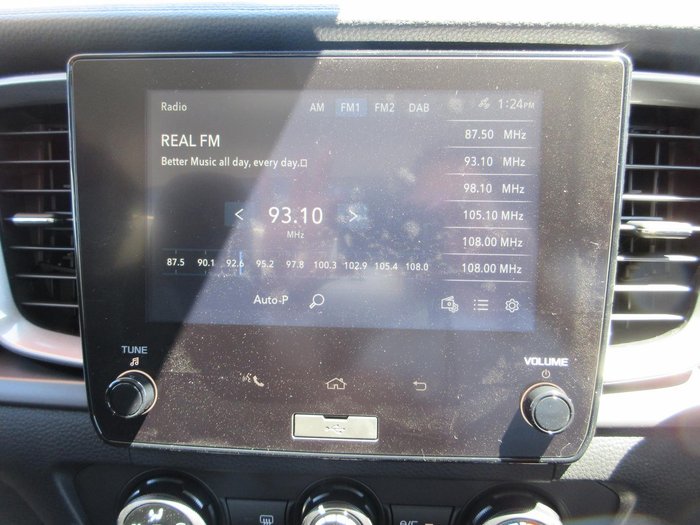 Radio AM FM1 FM2 DAB 1:24PM
REAL FM
Better Music all day, every day.□
87.50 MHz
93.10 MHz
98.10 MHz
105.10 MHz
108.00 MHz
108.00 MHz
< 93.10 >
MHz
87.5 90.1 92.6 95.2 97.8 100.3 102.9 105.4 108.0
Auto-P
TUNE
VOLUME